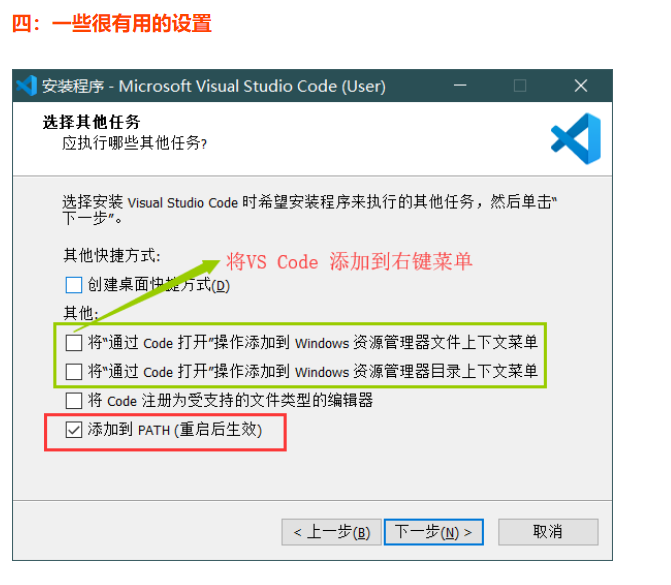 四：一些很有用的设置
安装程序 - Microsoft Visual Studio Code (User)
选择其他任务
应执行哪些其他任务?
选择安装 Visual Studio Code 时希望安装程序来执行的其他任务，然后单击“
下一步”。
其他快捷方式:
将VS Code 添加到右键菜单
创建桌面快捷方式(D)
其他:
将“通过 Code 打开”操作添加到 Windows 资源管理器文件上下文菜单
将“通过 Code 打开”操作添加到 Windows 资源管理器目录上下文菜单
将 Code 注册为受支持的文件类型的编辑器
添加到 PATH (重启后生效)
< 上一步(B) 下一步(N) > 取消